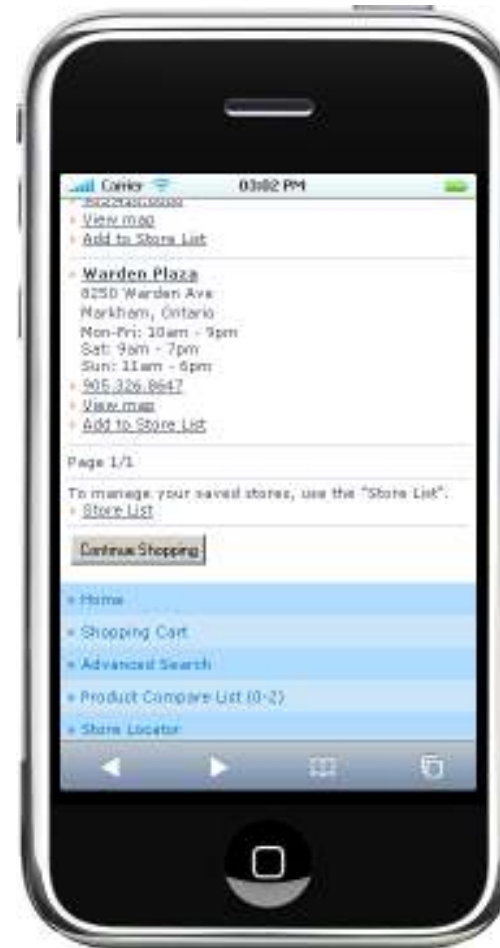 Carrier 03:02 PM
» View map
» Add to Store List
» Warden Plaza
8250 Warden Ave
Markham, Ontario
Mon-Fri: 10am - 9pm
Sat: 9am - 7pm
Sun: 11am - 6pm
» 905.326.8647
» View map
» Add to Store List
Page 1/1
To manage your saved stores, use the "Store List".
» Store List
Continue Shopping
» Home
» Shopping Cart
» Advanced Search
» Product Compare List (0-2)
» Store Locator